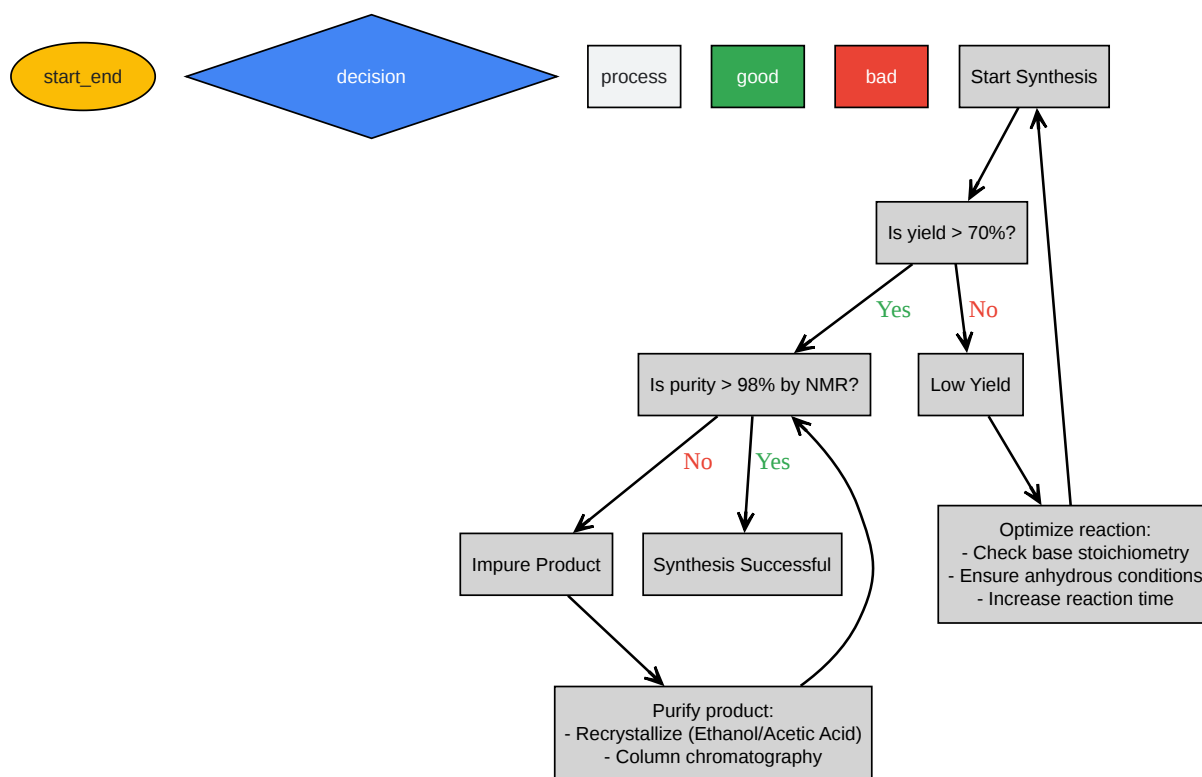 start_end
decision
process
good
bad
Start Synthesis
Is yield > 70%?
Yes
No
Is purity > 98% by NMR?
Low Yield
No
Yes
Impure Product
Synthesis Successful
Optimize reaction:
- Check base stoichiometry
- Ensure anhydrous conditions
- Increase reaction time
Purify product:
- Recrystallize (Ethanol/Acetic Acid)
- Column chromatography